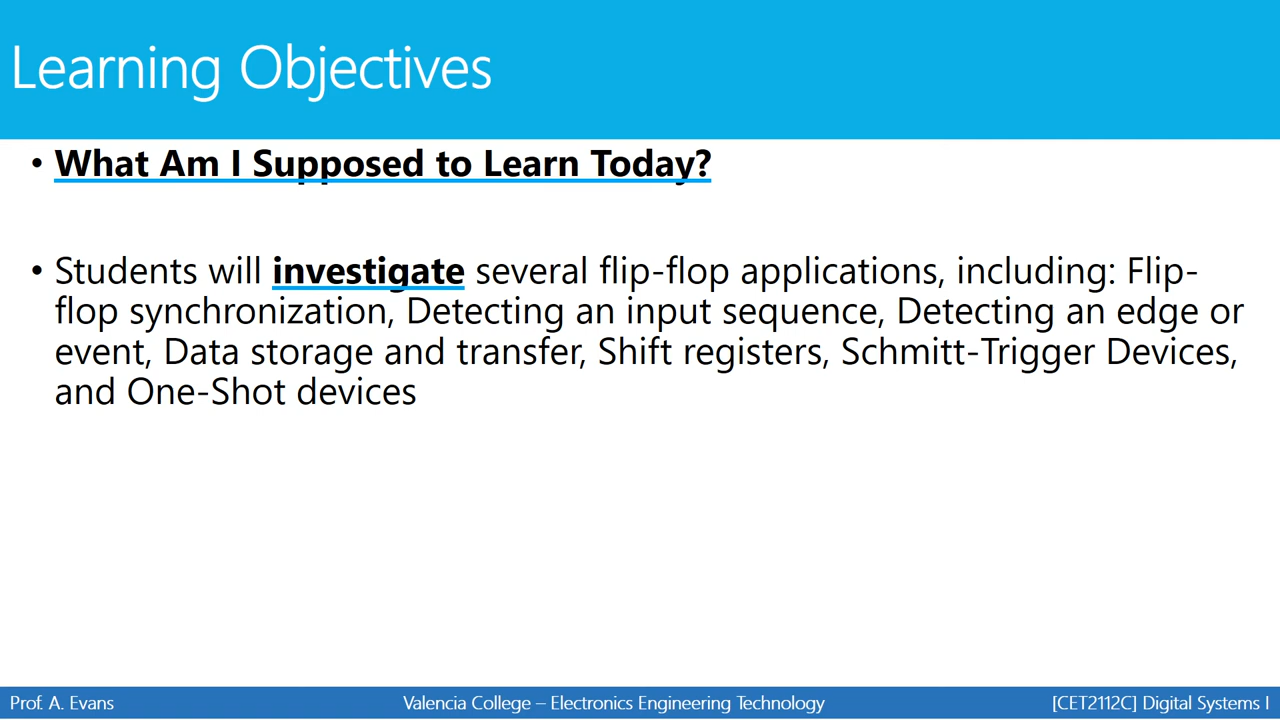 Learning Objectives
• What Am I Supposed to Learn Today?
• Students will investigate several flip-flop applications, including: Flip-
flop synchronization, Detecting an input sequence, Detecting an edge or
event, Data storage and transfer, Shift registers, Schmitt-Trigger Devices,
and One-Shot devices
Prof. A. Evans
Valencia College – Electronics Engineering Technology
[CET2112C] Digital Systems I